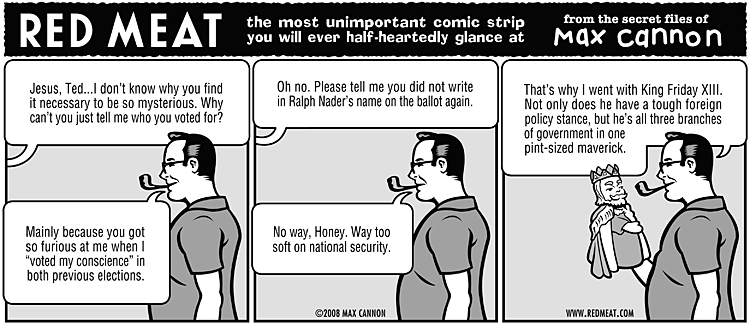 RED MEAT
the most unimportant comic strip
you will ever half-heartedly glance at
from the secret files of
Max Cannon
Jesus, Ted...I don't know why you find
it necessary to be so mysterious. Why
can't you just tell me who you voted for?
Mainly because you got
so furious at me when I
“voted my conscience” in
both previous elections.
Oh no. Please tell me you did not write
in Ralph Nader's name on the ballot again.
No way, Honey. Way too
soft on national security.
©2008 MAX CANNON
That's why I went with King Friday XIII.
Not only does he have a tough foreign
policy stance, but he's all three branches
of government in one
pint-sized maverick.
WWW.REDMEAT.COM